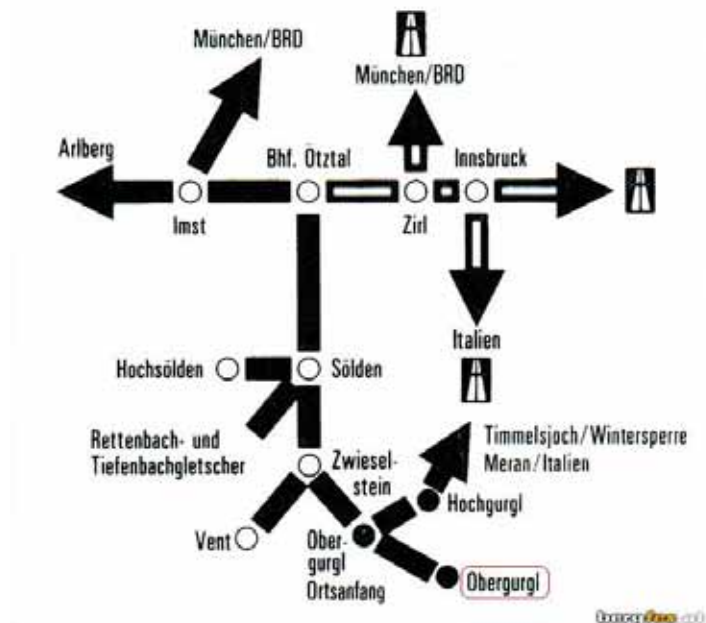 München/BRD
München/BRD
Arlberg
Bhf. Ötztal
Innsbruck
Imst
Zirl
Italien
Hochsölden
Sölden
Rettenbach- und
Tiefenbachgletscher
Timmelsjoch/Wintersperre
Meran/Italien
Zwiesel-
stein
Hochgurgl
Vent
Ober-
gurgl
Ortsanfang
Obergurgl